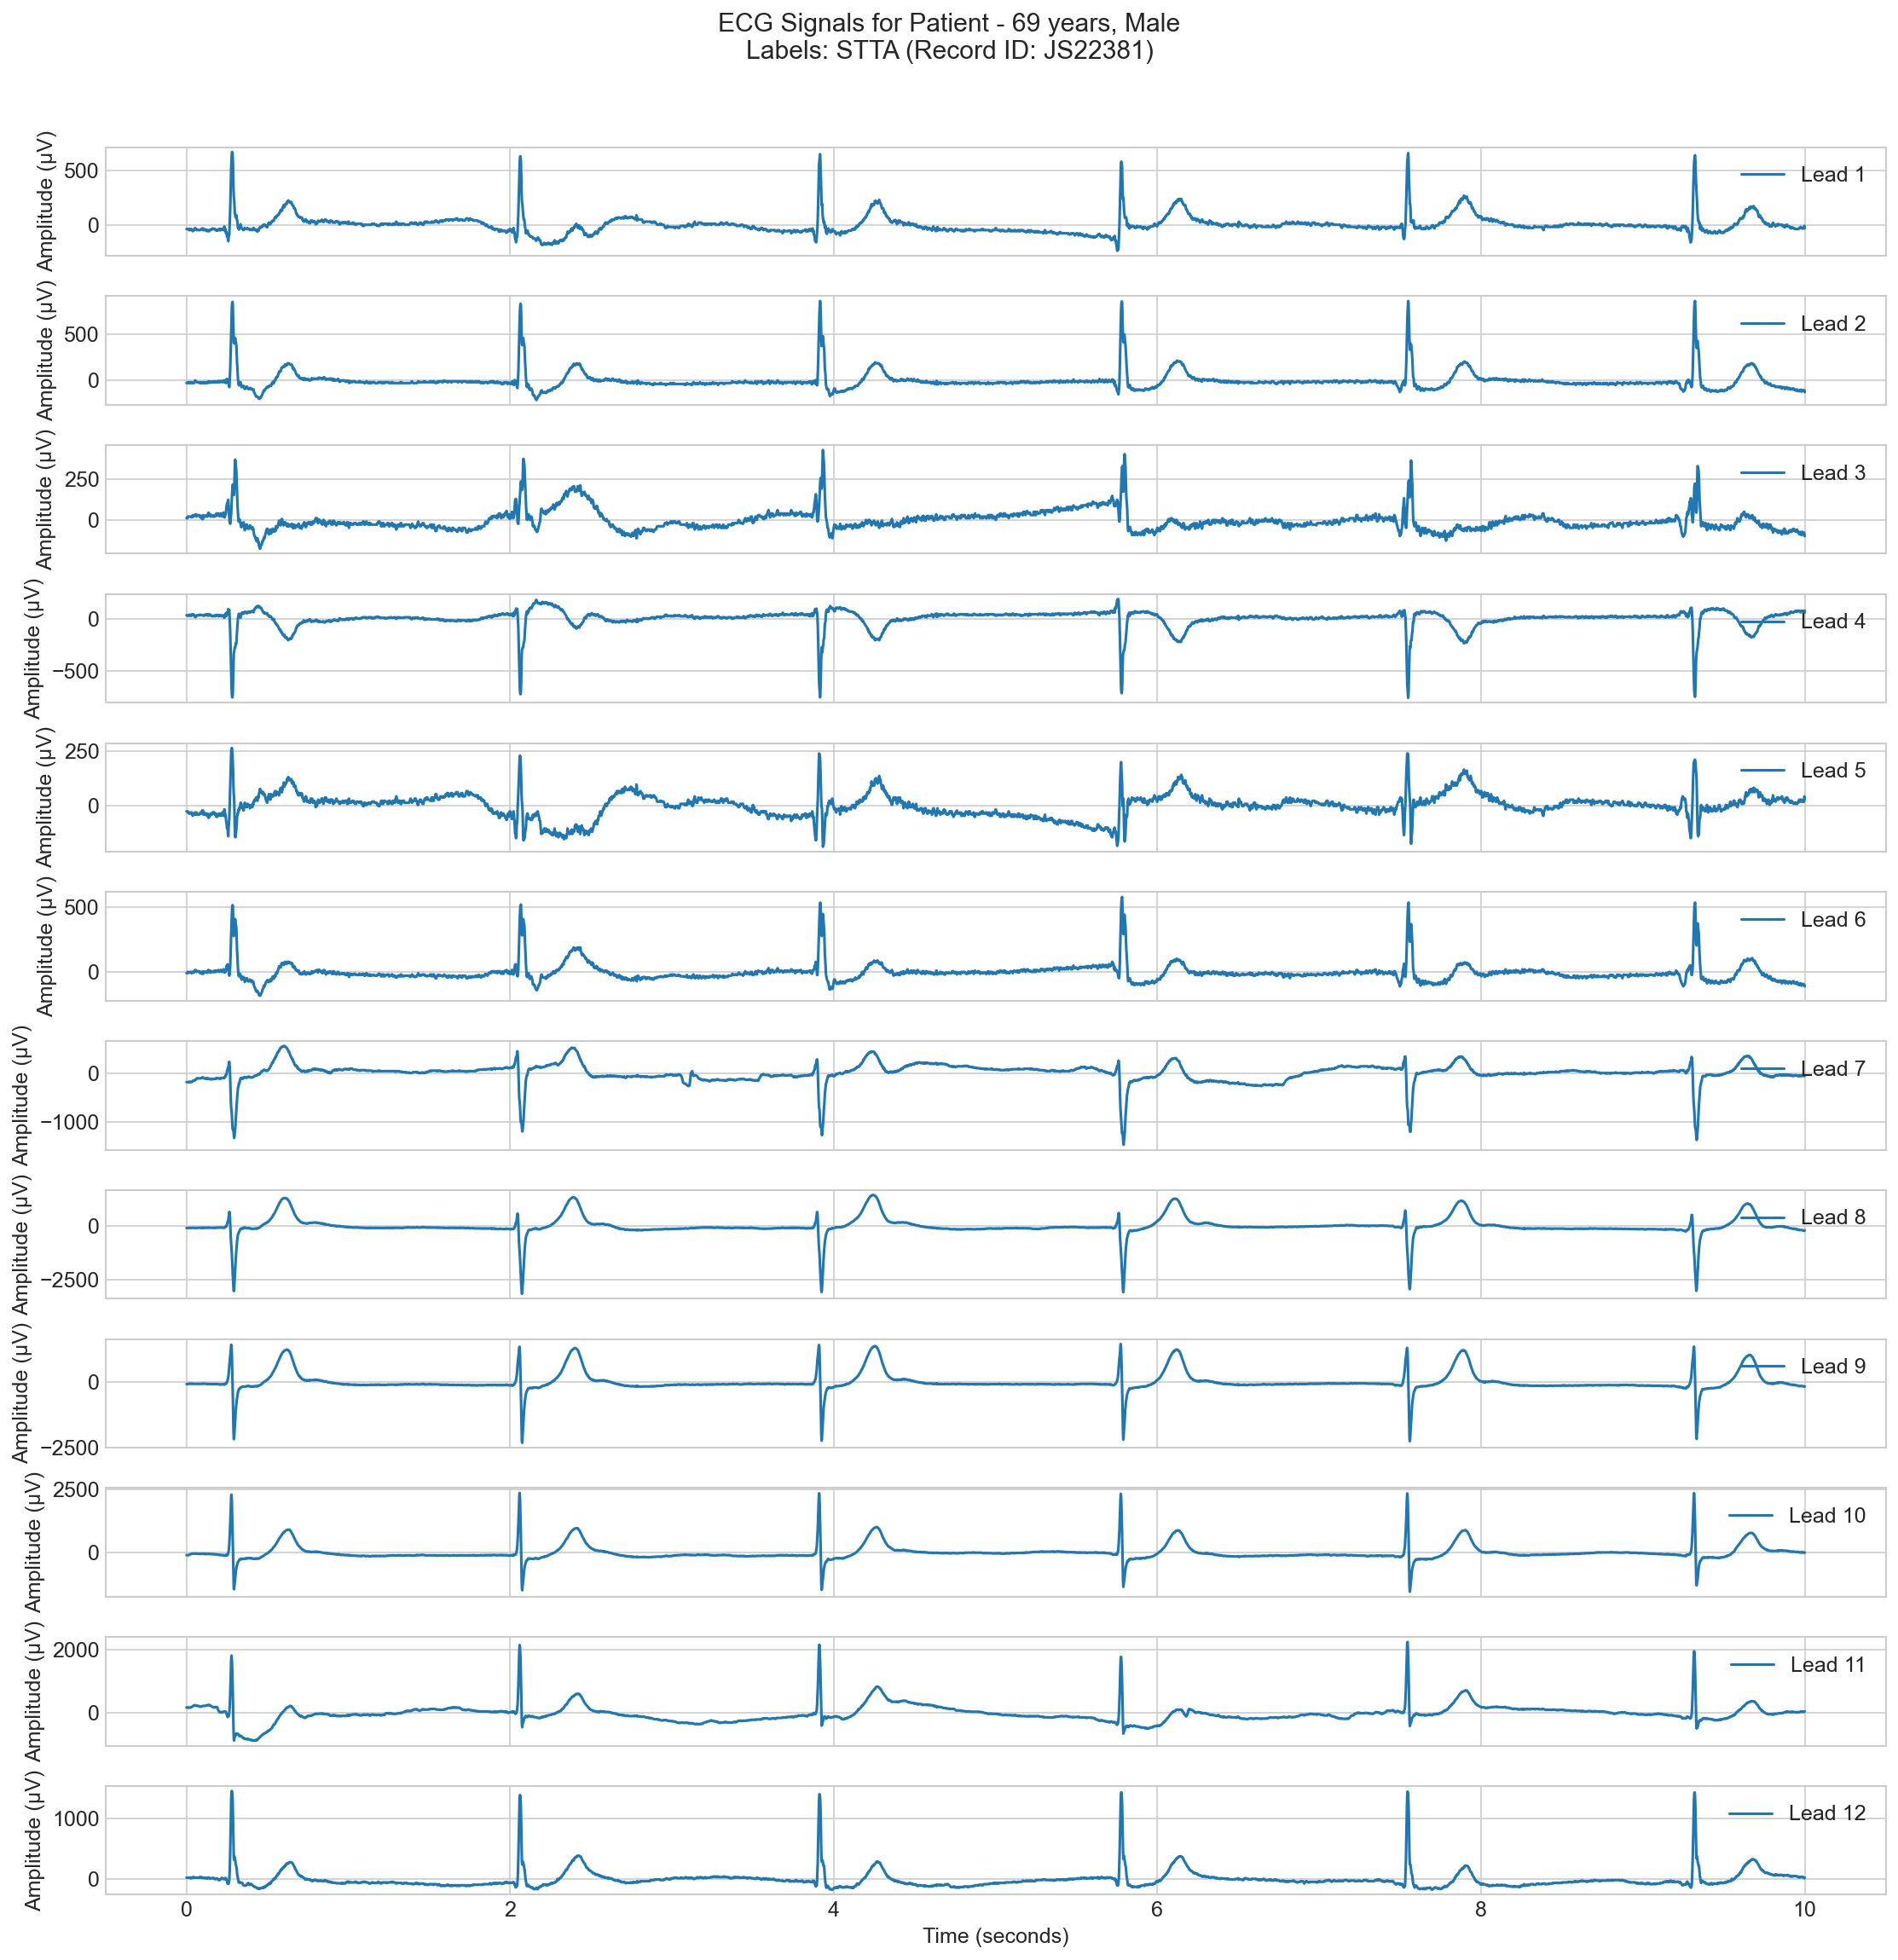 ECG Signals for Patient - 69 years, Male
Labels: STTA (Record ID: JS22381)
Amplitude (µV)
500
0
Lead 1
Amplitude (µV)
500
0
Lead 2
Amplitude (µV)
250
0
Lead 3
Amplitude (µV)
0
−500
Lead 4
Amplitude (µV)
250
0
Lead 5
Amplitude (µV)
500
0
Lead 6
Amplitude (µV)
0
−1000
Lead 7
Amplitude (µV)
0
−2500
Lead 8
Amplitude (µV)
0
−2500
Lead 9
Amplitude (µV)
2500
0
Lead 10
Amplitude (µV)
2000
0
Lead 11
Amplitude (µV)
1000
0
Lead 12
0 2 4 6 8 10
Time (seconds)